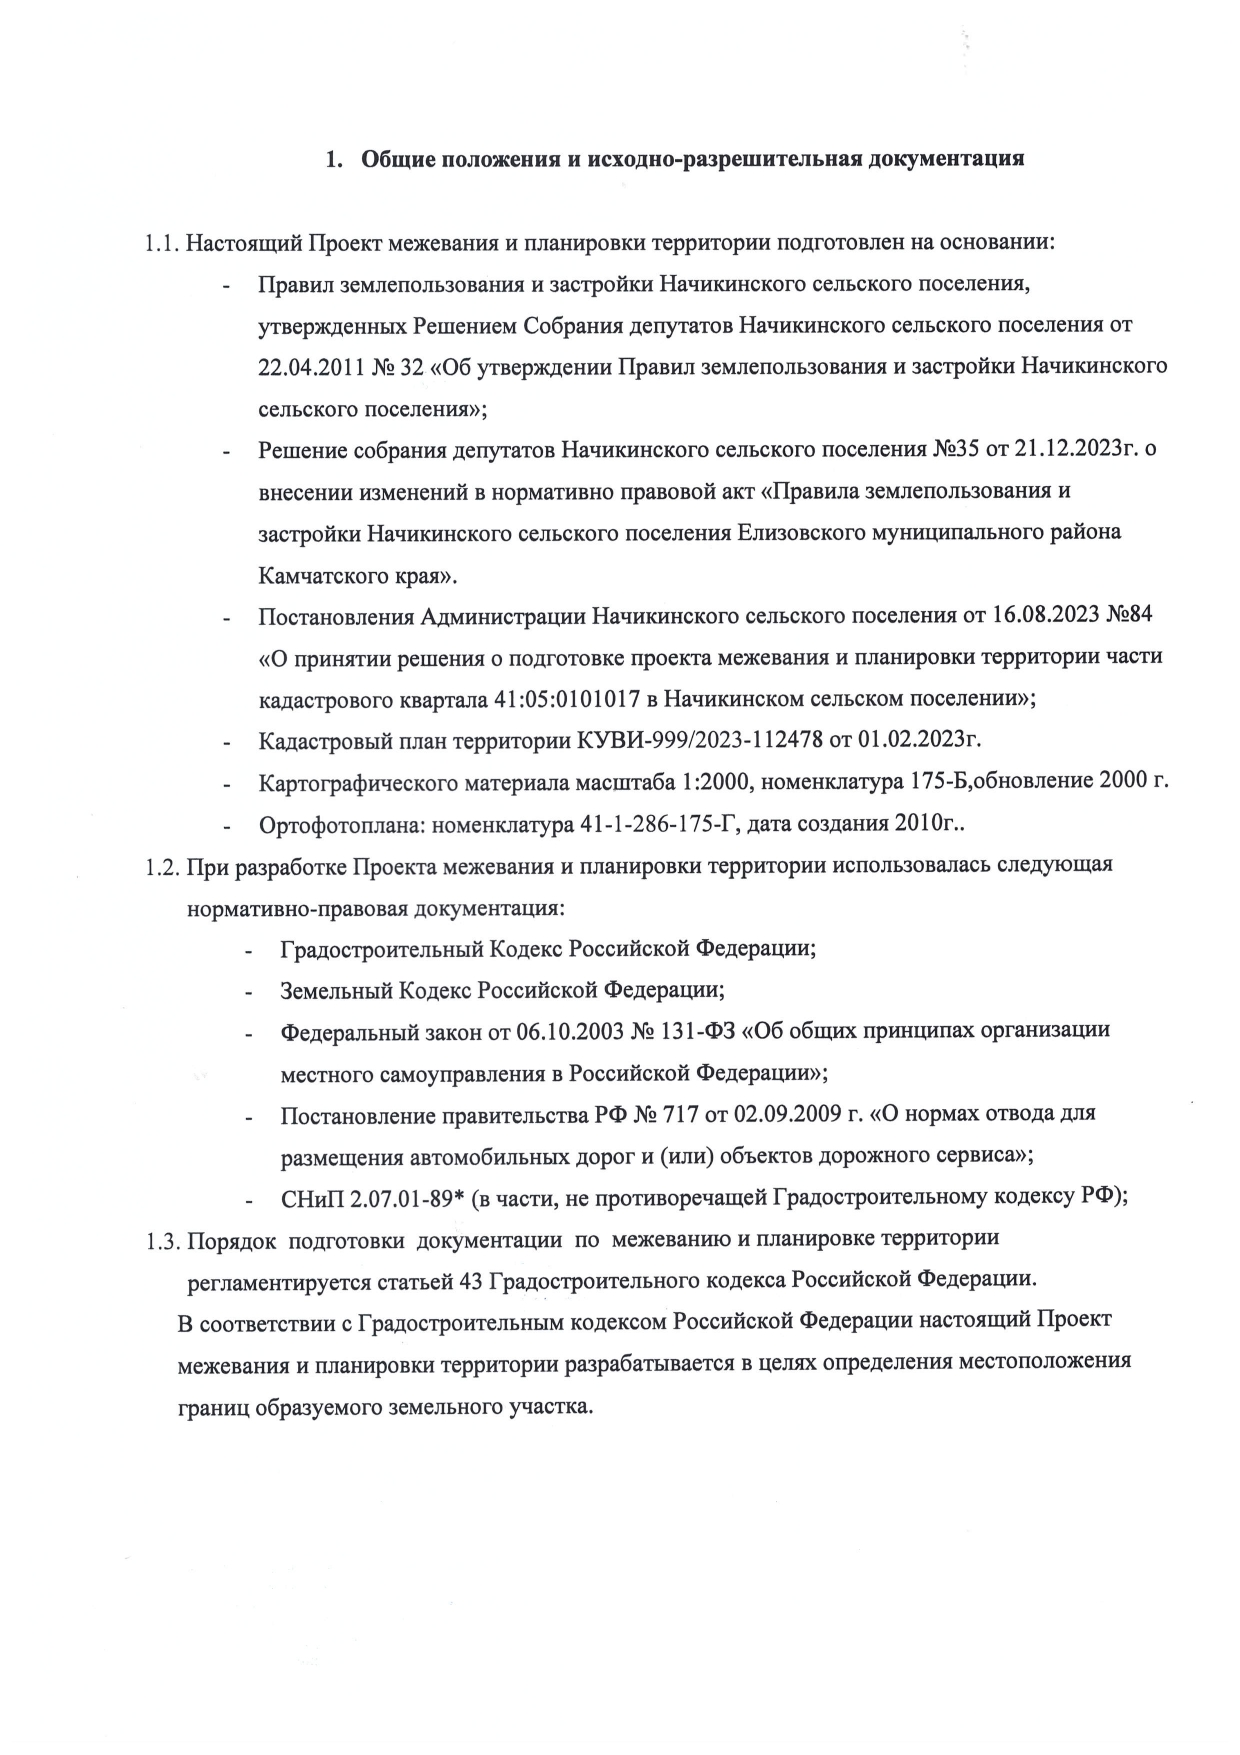 1. Общие положения и исходно-разрешительная документация
1.1. Настоящий Проект межевания и планировки территории подготовлен на основании:
- Правил землепользования и застройки Начикинского сельского поселения,
утвержденных Решением Собрания депутатов Начикинского сельского поселения от
22.04.2011 № 32 «Об утверждении Правил землепользования и застройки Начикинского
сельского поселения»;
- Решение собрания депутатов Начикинского сельского поселения №35 от 21.12.2023г. о
внесении изменений в нормативно правовой акт «Правила землепользования и
застройки Начикинского сельского поселения Елизовского муниципального района
Камчатского края».
- Постановления Администрации Начикинского сельского поселения от 16.08.2023 №84
«О принятии решения о подготовке проекта межевания и планировки территории части
кадастрового квартала 41:05:0101017 в Начикинском сельском поселении»;
- Кадастровый план территории КУВИ-999/2023-112478 от 01.02.2023г.
- Картографического материала масштаба 1:2000, номенклатура 175-Б,обновление 2000 г.
- Ортофотоплана: номенклатура 41-1-286-175-Г, дата создания 2010г..
1.2. При разработке Проекта межевания и планировки территории использовалась следующая
нормативно-правовая документация:
- Градостроительный Кодекс Российской Федерации;
- Земельный Кодекс Российской Федерации;
- Федеральный закон от 06.10.2003 № 131-ФЗ «Об общих принципах организации
местного самоуправления в Российской Федерации»;
- Постановление правительства РФ № 717 от 02.09.2009 г. «О нормах отвода для
размещения автомобильных дорог и (или) объектов дорожного сервиса»;
- СНиП 2.07.01-89* (в части, не противоречащей Градостроительному кодексу РФ);
1.3. Порядок подготовки документации по межеванию и планировке территории
регламентируется статьей 43 Градостроительного кодекса Российской Федерации.
В соответствии с Градостроительным кодексом Российской Федерации настоящий Проект
межевания и планировки территории разрабатывается в целях определения местоположения
границ образуемого земельного участка.